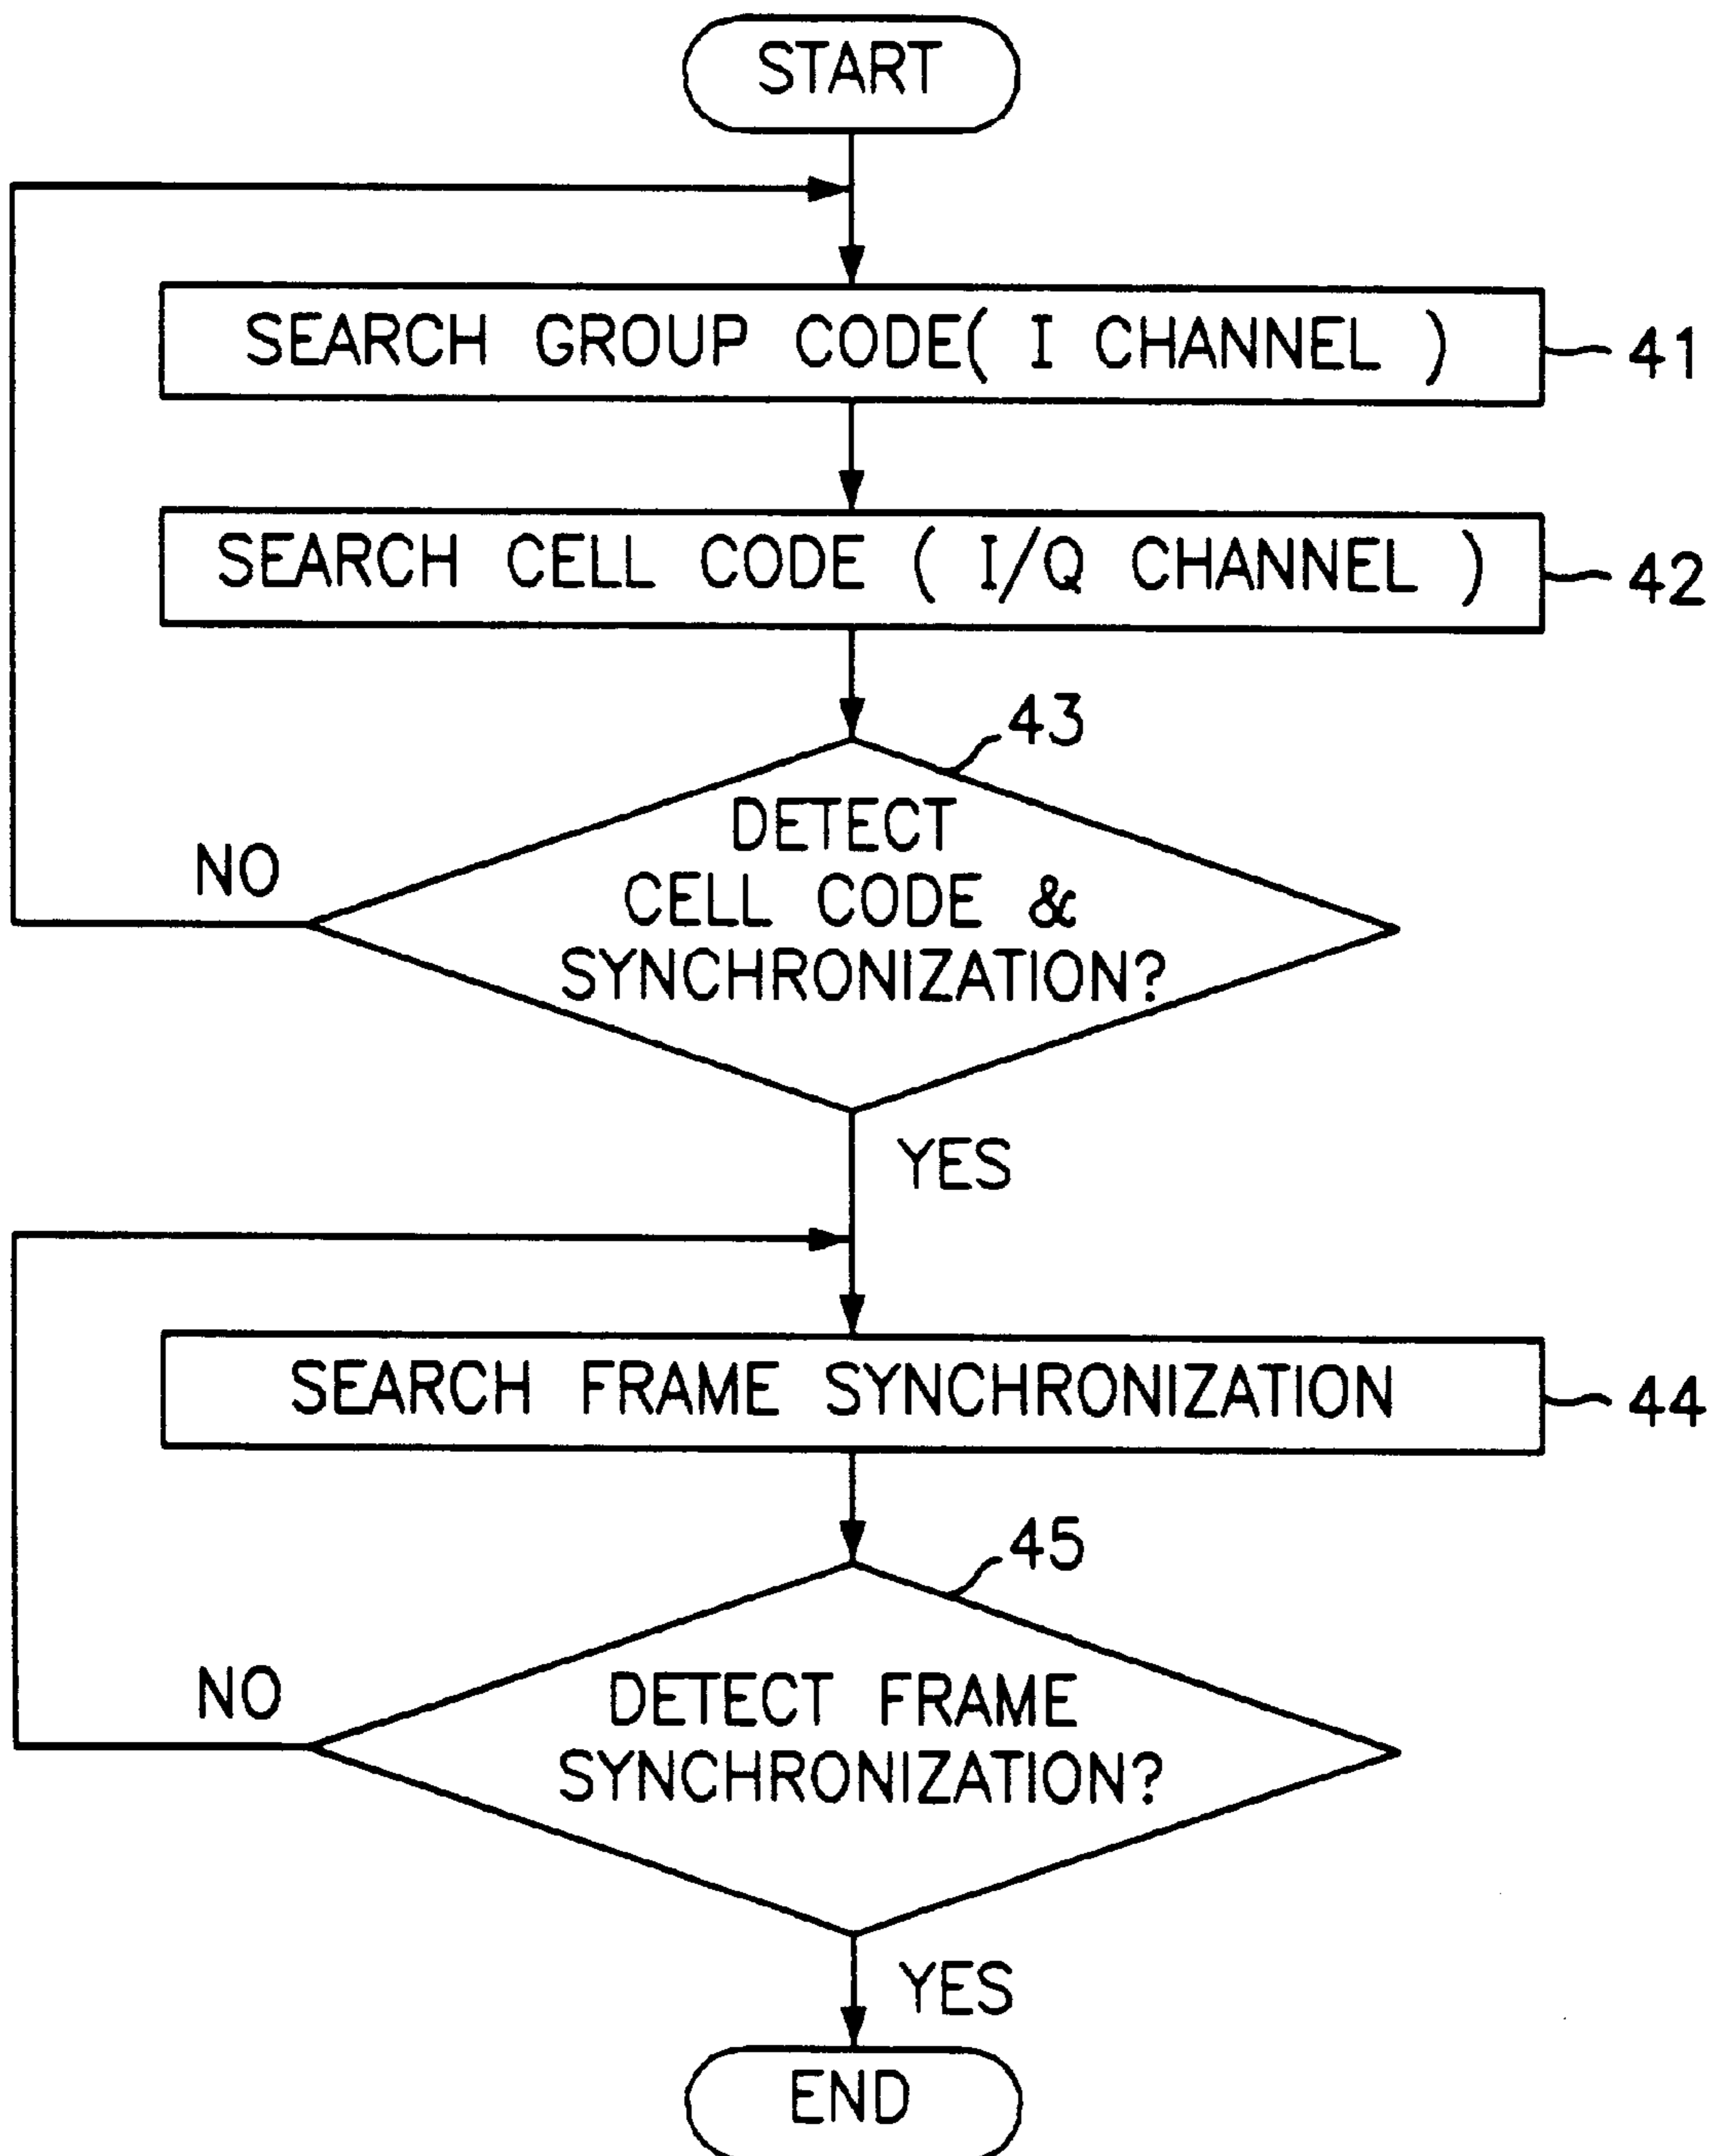 START
SEARCH GROUP CODE( I CHANNEL )
41
SEARCH CELL CODE ( I/Q CHANNEL )
42
43
DETECT
CELL CODE &
SYNCHRONIZATION?
NO
YES
SEARCH FRAME SYNCHRONIZATION
44
45
DETECT FRAME
SYNCHRONIZATION?
NO
YES
END